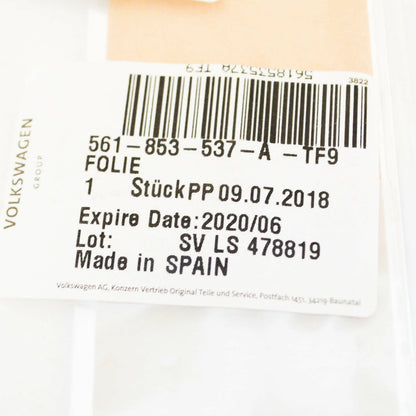 561853537A TF9
3822
561-853-537-A -TF9
FOLIE
1 Stück PP 09.07.2018
Expire Date: 2020/06
Lot: SV LS 478819
Made in SPAIN
Volkswagen AG, Konzern Vertrieb Original Teile und Service, Postfach 1451, 34219 Baunatal
VOLKSWAGEN
GROUP